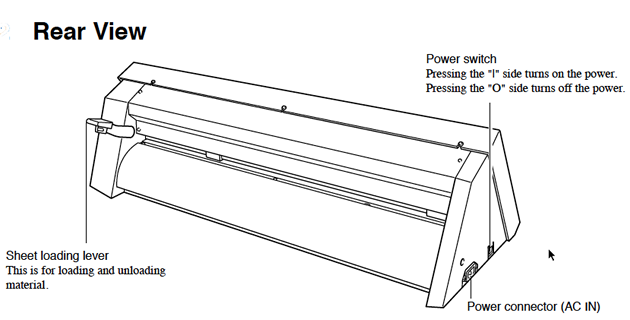 Rear View
Power switch
Pressing the "I" side turns on the power.
Pressing the "O" side turns off the power.
Sheet loading lever
This is for loading and unloading
material.
Power connector (AC IN)